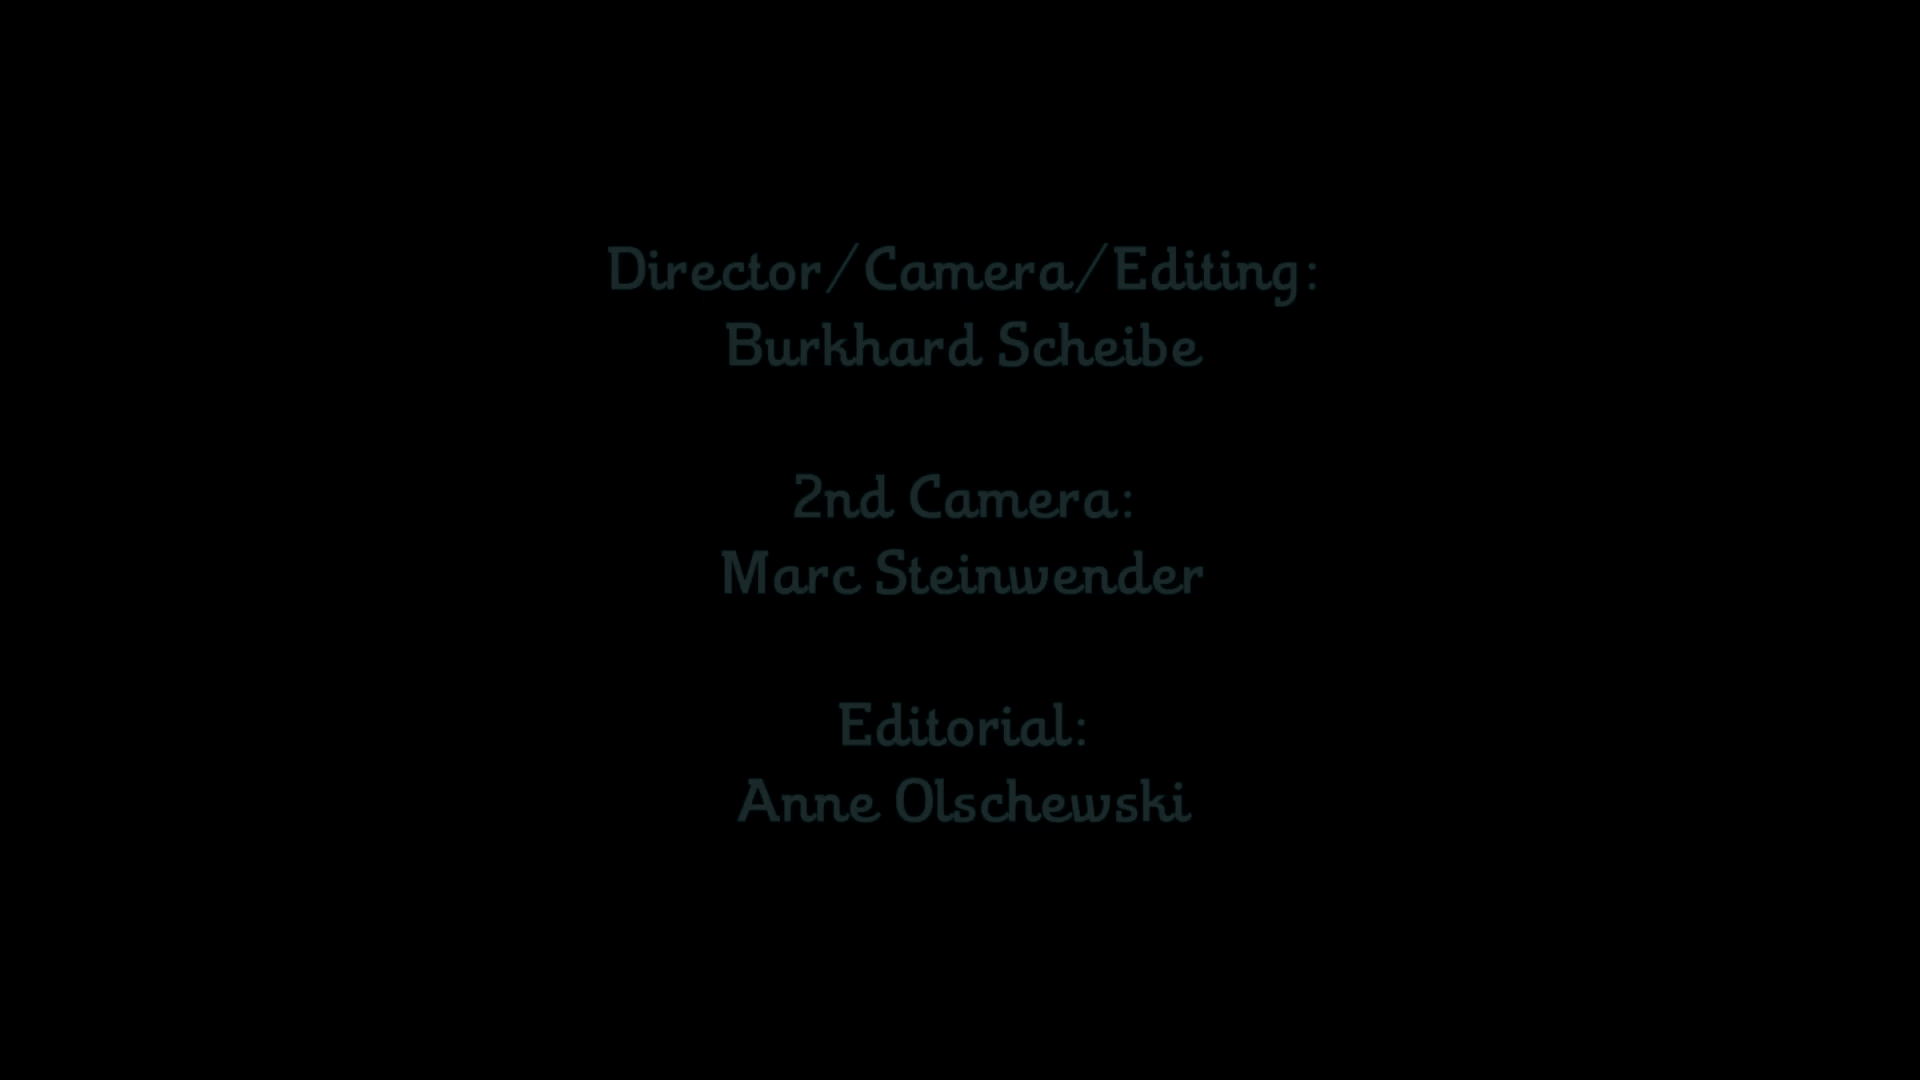 Director/Camera/Editing:
Burkhard Scheibe
2nd Camera:
Marc Steinwender
Editorial:
Anne Olschewski